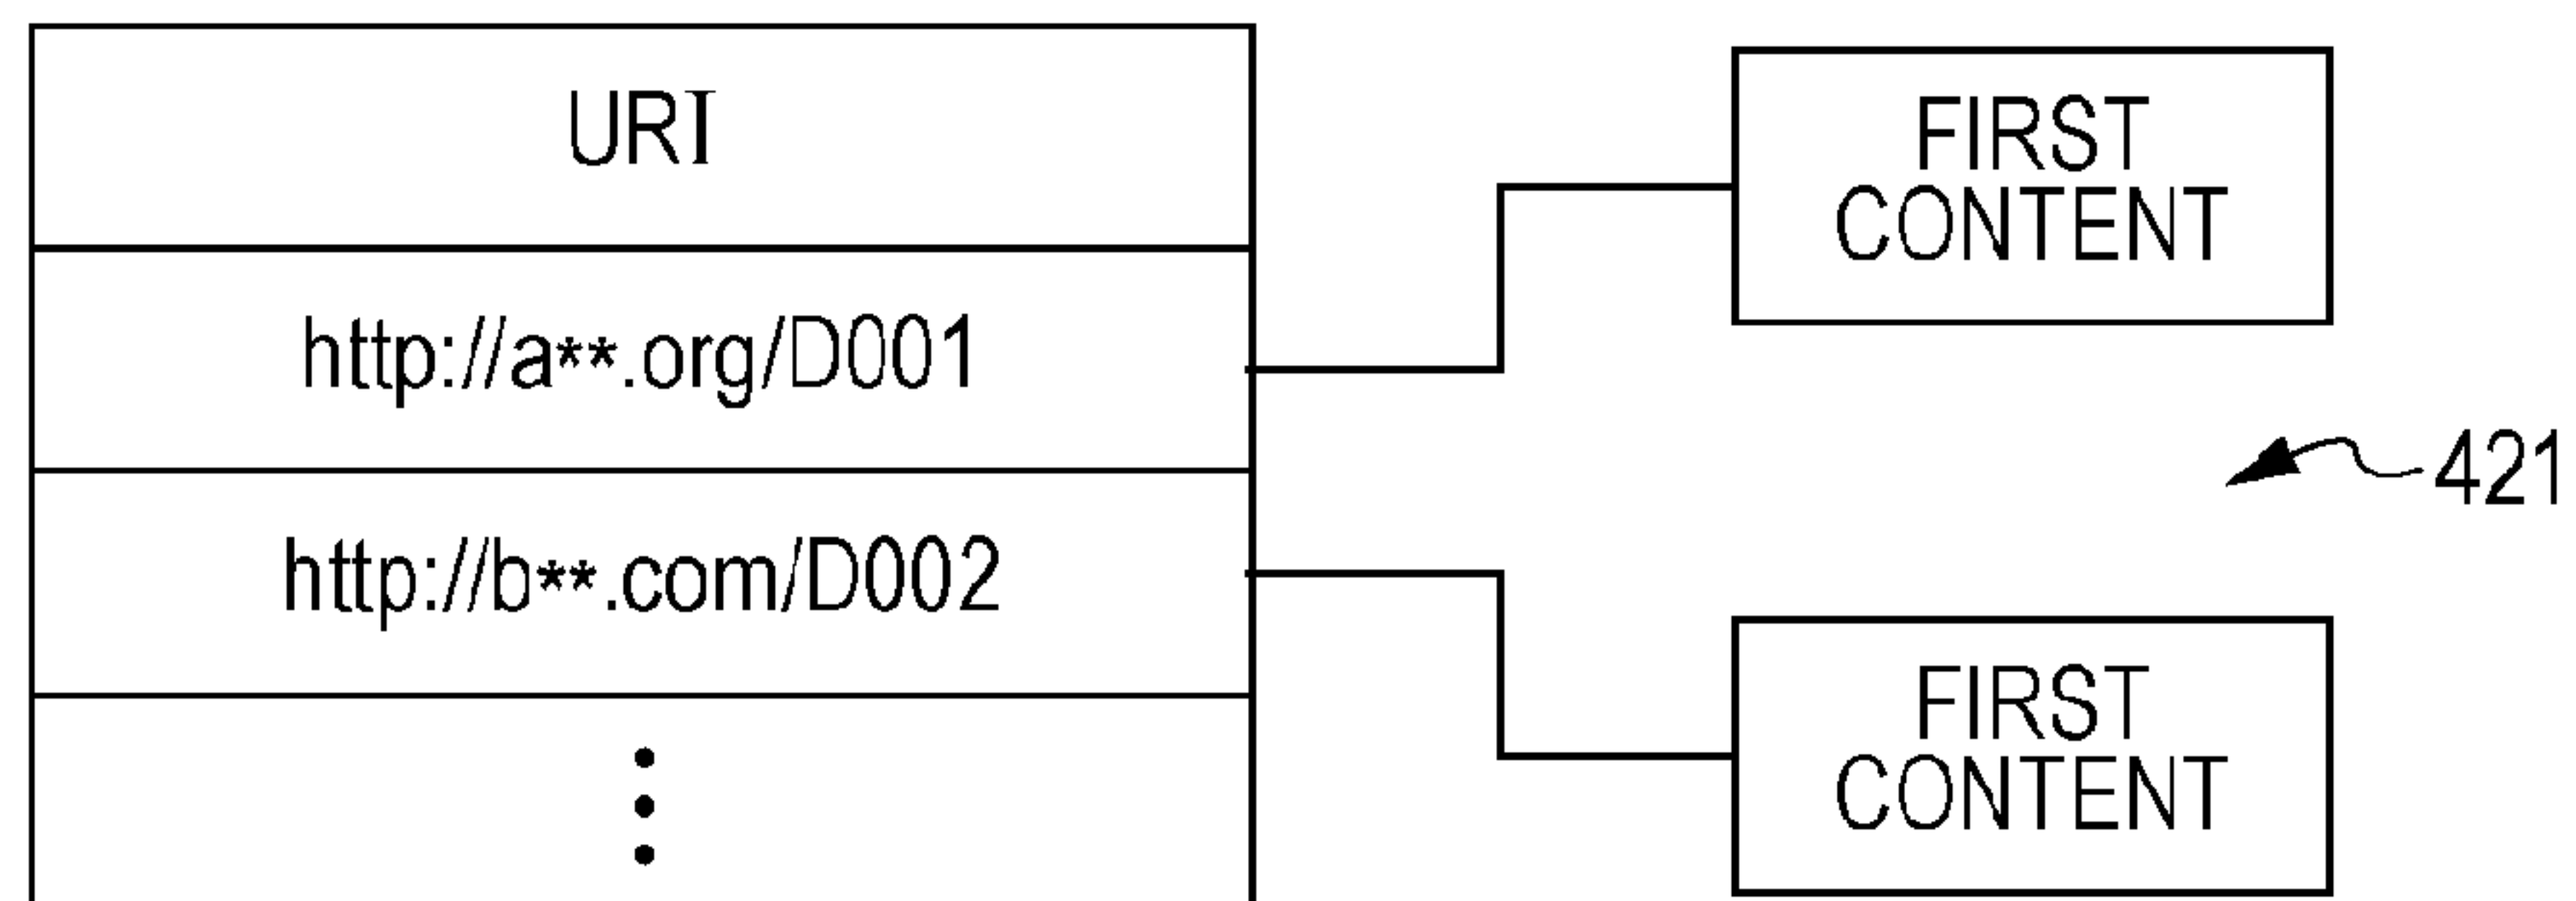 URI
http://a**.org/D001
http://b**.com/D002
FIRST
CONTENT
421
FIRST
CONTENT